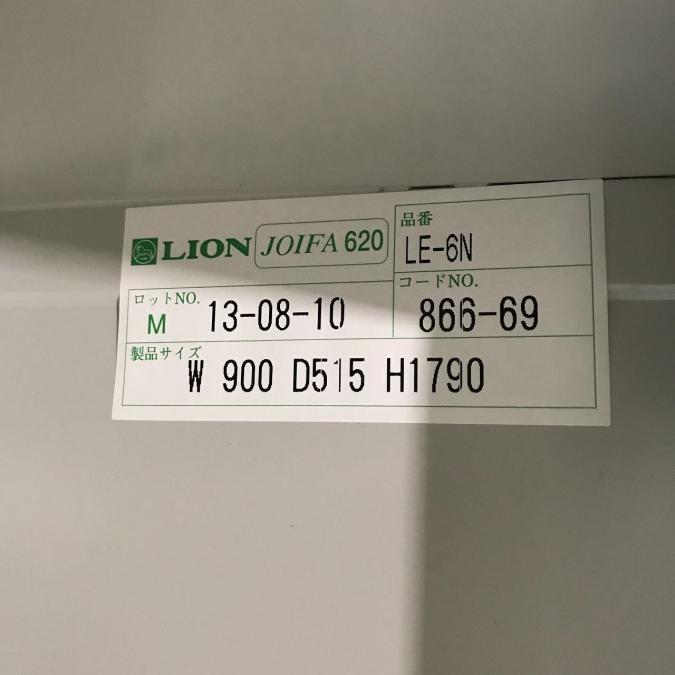 LION JOIFA 620
品番
LE-6N
ロットNO.
M 13-08-10
コードNO.
866-69
製品サイズ
W 900 D515 H1790